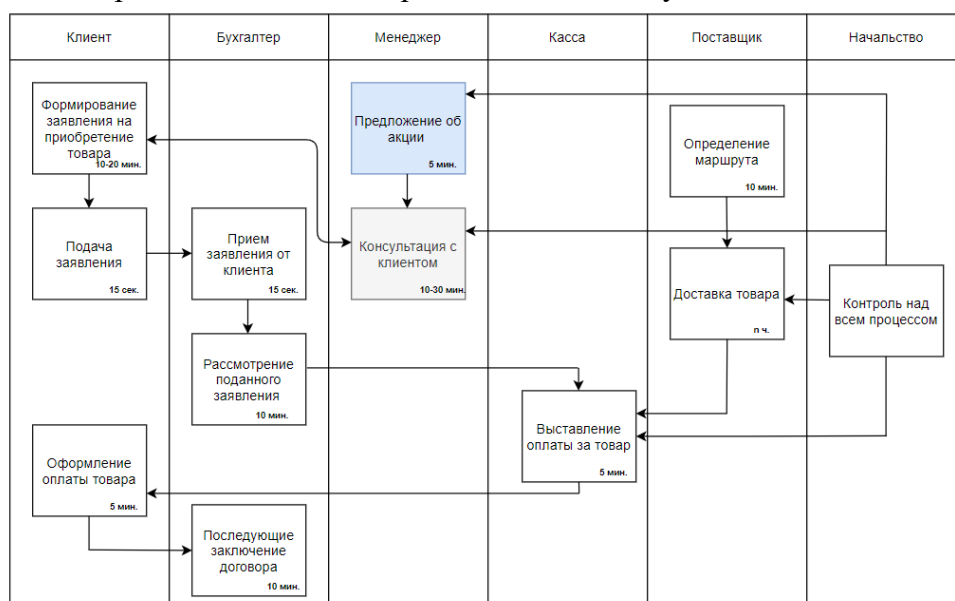 Клиент
Бухгалтер
Менеджер
Касса
Поставщик
Начальство
Формирование
заявления на
приобретение
товара
10-20 мин.
Предложение об
акции
5 мин.
Определение
маршрута
10 мин.
Подача
заявления
15 сек.
Прием
заявления от
клиента
15 сек.
Консультация с
клиентом
10-30 мин.
Доставка товара
n ч.
Контроль над
всем процессом
Рассмотрение
поданного
заявления
10 мин.
Выставление
оплаты за товар
5 мин.
Оформление
оплаты товара
5 мин.
Последующие
заключение
договора
10 мин.